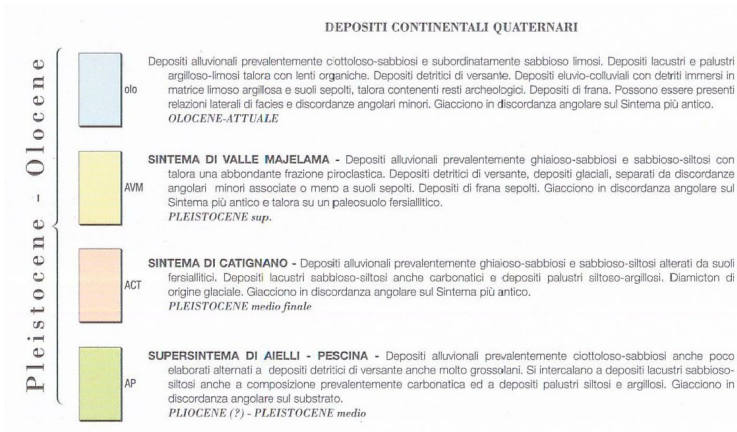 DEPOSITI CONTINENTALI QUATERNARI
Pleistocene - Olocene
olo
Depositi alluvionali prevalentemente ciottoloso-sabbiosi e subordinatamente sabbioso limosi. Depositi lacustri e palustri
argilloso-limosi talora con lenti organiche. Depositi detritici di versante. Depositi eluvio-colluviali con detriti immersi in
matrice limoso argillosa e suoli sepolti, talora contenenti resti archeologici. Depositi di frana. Possono essere presenti
relazioni laterali di facies e discordanze angolari minori. Giacciono in discordanza angolare sul Sintema più antico.
OLOCENE-ATTUALE
AVM
SINTEMA DI VALLE MAJELAMA - Depositi alluvionali prevalentemente ghiaioso-sabbiosi e sabbioso-siltosi con
talora una abbondante frazione piroclastica. Depositi detritici di versante, depositi glaciali, separati da discordanze
angolari minori associate o meno a suoli sepolti. Depositi di frana sepolti. Giacciono in discordanza angolare sul
Sintema più antico e talora su un paleosuolo fersiallitico.
PLEISTOCENE sup.
ACT
SINTEMA DI CATIGNANO - Depositi alluvionali prevalentemente ghiaioso-sabbiosi e sabbioso-siltosi alterati da suoli
fersiallitici. Depositi lacustri sabbioso-siltosi anche carbonatici e depositi palustri siltoso-argillosi. Diamicton di
origine glaciale. Giacciono in discordanza angolare sul Sintema più antico.
PLEISTOCENE medio finale
AP
SUPERSINTEMA DI AIELLI - PESCINA - Depositi alluvionali prevalentemente ciottoloso-sabbiosi anche poco
elaborati alternati a depositi detritici di versante anche molto grossolani. Si intercalano a depositi lacustri sabbioso-
siltosi anche a composizione prevalentemente carbonatica ed a depositi palustri siltosi e argillosi. Giacciono in
discordanza angolare sul substrato.
PLIOCENE (?) - PLEISTOCENE medio